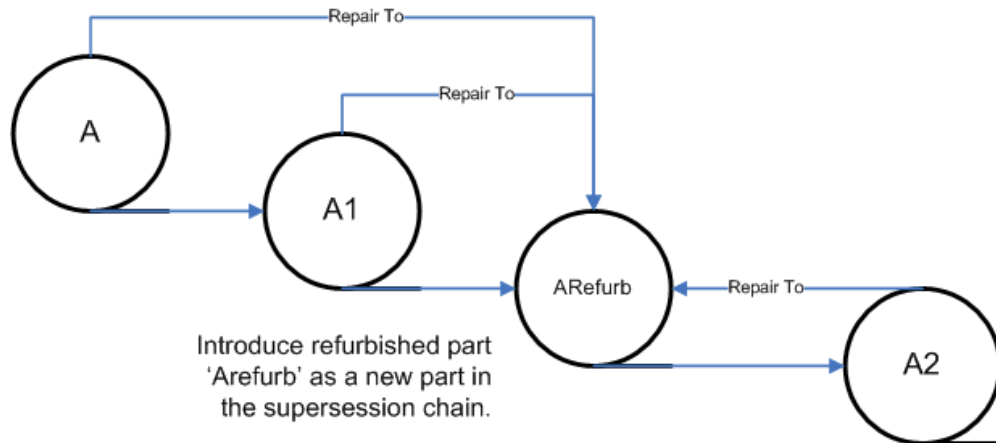 Repair To
A
Repair To
A1
ARefurb
Repair To
A2
Introduce refurbished part
'Arefurb' as a new part in
the supersession chain.